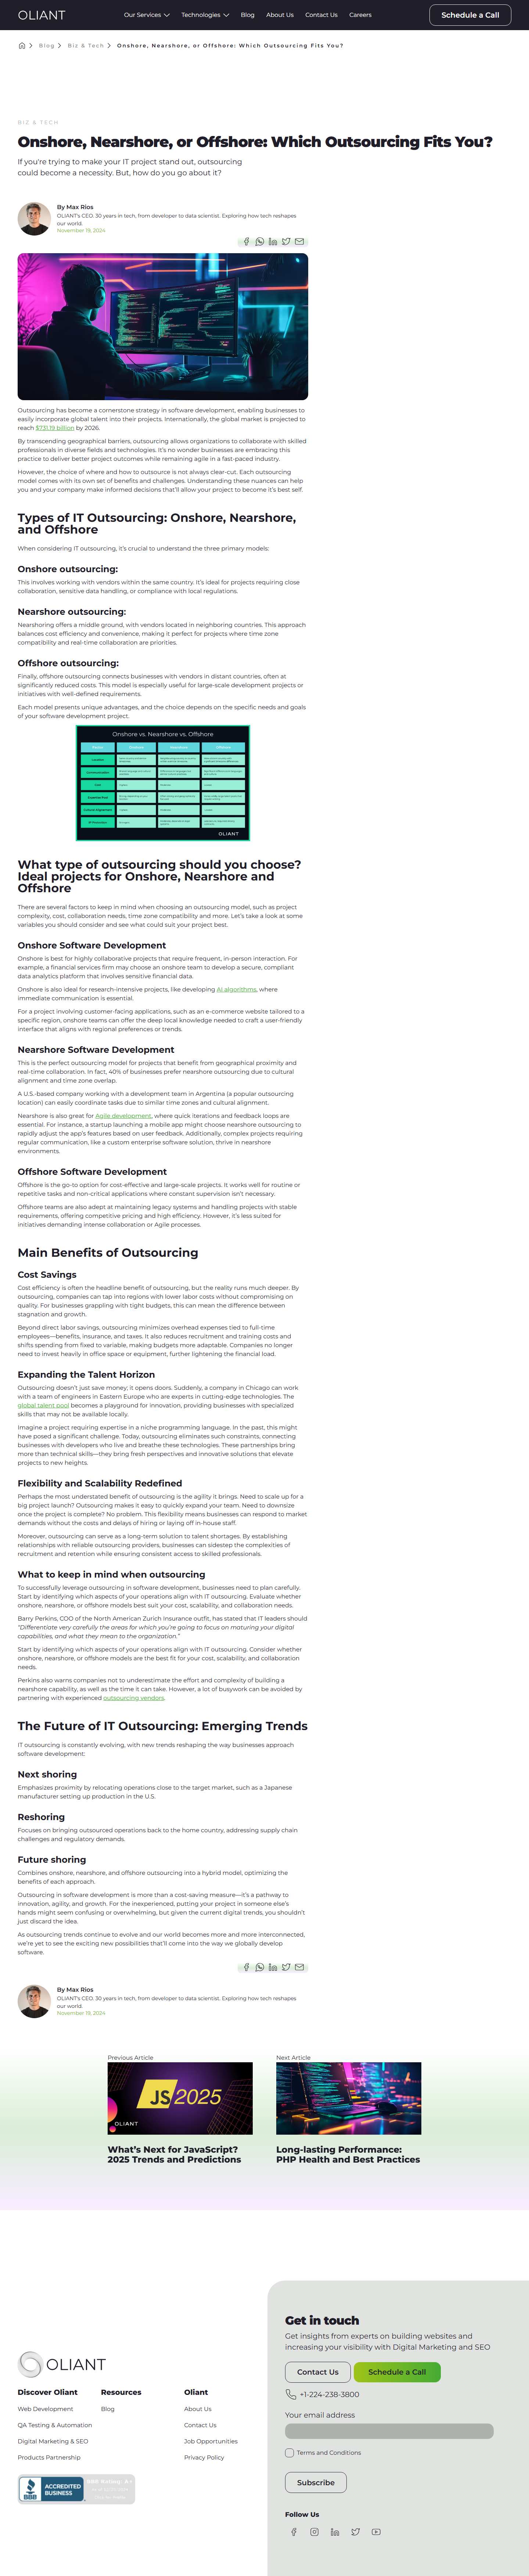 OLIANT
Our Services
Technologies
Blog
About Us
Contact Us
Careers
Schedule a Call
Blog
Biz & Tech
Onshore, Nearshore, or Offshore: Which Outsourcing Fits You?
BIZ & TECH
Onshore, Nearshore, or Offshore: Which Outsourcing Fits You?
If you're trying to make your IT project stand out, outsourcing
could become a necessity. But, how do you go about it?
By Max Rios
OLIANT's CEO. 30 years in tech, from developer to data scientist. Exploring how tech reshapes
our world.
November 19, 2024
Outsourcing has become a cornerstone strategy in software development, enabling businesses to
easily incorporate global talent into their projects. Internationally, the global market is projected to
reach $731.19 billion by 2026.
By transcending geographical barriers, outsourcing allows organizations to collaborate with skilled
professionals in diverse fields and technologies. It's no wonder businesses are embracing this
practice to deliver better project outcomes while remaining agile in a fast-paced industry.
However, the choice of where and how to outsource is not always clear-cut. Each outsourcing
model comes with its own set of benefits and challenges. Understanding these nuances can help
you and your company make informed decisions that'll allow your project to become it's best self.
Types of IT Outsourcing: Onshore, Nearshore,
and Offshore
When considering IT outsourcing, it's crucial to understand the three primary models:
Onshore outsourcing:
This involves working with vendors within the same country. It's ideal for projects requiring close
collaboration, sensitive data handling, or compliance with local regulations.
Nearshore outsourcing:
Nearshoring offers a middle ground, with vendors located in neighboring countries. This approach
balances cost efficiency and convenience, making it perfect for projects where time zone
compatibility and real-time collaboration are priorities.
Offshore outsourcing:
Finally, offshore outsourcing connects businesses with vendors in distant countries, often at
significantly reduced costs. This model is especially useful for large-scale development projects or
initiatives with well-defined requirements.
Each model presents unique advantages, and the choice depends on the specific needs and goals
of your software development project.
Onshore vs. Nearshore vs. Offshore
OLIANT
What type of outsourcing should you choose?
Ideal projects for Onshore, Nearshore and
Offshore
There are several factors to keep in mind when choosing an outsourcing model, such as project
complexity, cost, collaboration needs, time zone compatibility and more. Let's take a look at some
variables you should consider and see what could suit your project best.
Onshore Software Development
Onshore is best for highly collaborative projects that require frequent, in-person interaction. For
example, a financial services firm may choose an onshore team to develop a secure, compliant
data analytics platform that involves sensitive financial data.
Onshore is also ideal for research-intensive projects, like developing AI algorithms, where
immediate communication is essential.
For a project involving customer-facing applications, such as an e-commerce website tailored to a
specific region, onshore teams can offer the deep local knowledge needed to craft a user-friendly
interface that aligns with regional preferences or trends.
Nearshore Software Development
This is the perfect outsourcing model for projects that benefit from geographical proximity and
real-time collaboration. In fact, 40% of businesses prefer nearshore outsourcing due to cultural
alignment and time zone overlap.
A U.S.-based company working with a development team in Argentina (a popular outsourcing
location) can easily coordinate tasks due to similar time zones and cultural alignment.
Nearshore is also great for Agile development, where quick iterations and feedback loops are
essential. For instance, a startup launching a mobile app might choose nearshore outsourcing to
rapidly adjust the app's features based on user feedback. Additionally, complex projects requiring
regular communication, like a custom enterprise software solution, thrive in nearshore
environments.
Offshore Software Development
Offshore is the go-to option for cost-effective and large-scale projects. It works well for routine or
repetitive tasks and non-critical applications where constant supervision isn't necessary.
Offshore teams are also adept at maintaining legacy systems and handling projects with stable
requirements, offering competitive pricing and high efficiency. However, it's less suited for
initiatives demanding intense collaboration or Agile processes.
Main Benefits of Outsourcing
Cost Savings
Cost efficiency is often the headline benefit of outsourcing, but the reality runs much deeper. By
outsourcing, companies can tap into regions with lower labor costs without compromising on
quality. For businesses grappling with tight budgets, this can mean the difference between
stagnation and growth.
Beyond direct labor savings, outsourcing minimizes overhead expenses tied to full-time
employees—benefits, insurance, and taxes. It also reduces recruitment and training costs and
shifts spending from fixed to variable, making budgets more adaptable. Companies no longer
need to invest heavily in office space or equipment, further lightening the financial load.
Expanding the Talent Horizon
Outsourcing doesn't just save money; it opens doors. Suddenly, a company in Chicago can work
with a team of engineers in Eastern Europe who are experts in cutting-edge technologies. The
global talent pool becomes a playground for innovation, providing businesses with specialized
skills that may not be available locally.
Imagine a project requiring expertise in a niche programming language. In the past, this might
have posed a significant challenge. Today, outsourcing eliminates such constraints, connecting
businesses with developers who live and breathe these technologies. These partnerships bring
more than technical skills—they bring fresh perspectives and innovative solutions that elevate
projects to new heights.
Flexibility and Scalability Redefined
Perhaps the most understated benefit of outsourcing is the agility it brings. Need to scale up for a
big project launch? Outsourcing makes it easy to quickly expand your team. Need to downsize
once the project is complete? No problem. This flexibility means businesses can respond to market
demands without the costs and delays of hiring or laying off in-house staff.
Moreover, outsourcing can serve as a long-term solution to talent shortages. By establishing
relationships with reliable outsourcing providers, businesses can sidestep the complexities of
recruitment and retention while ensuring consistent access to skilled professionals.
What to keep in mind when outsourcing
To successfully leverage outsourcing in software development, businesses need to plan carefully.
Start by identifying which aspects of your operations align with IT outsourcing. Evaluate whether
onshore, nearshore, or offshore models best suit your cost, scalability, and collaboration needs.
Barry Perkins, COO of the North American Zurich Insurance outfit, has stated that IT leaders should
"Differentiate very carefully the areas for which you're going to focus on maturing your digital
capabilities, and what they mean to the organization."
Start by identifying which aspects of your operations align with IT outsourcing. Consider whether
onshore, nearshore, or offshore models are the best fit for your cost, scalability, and collaboration
needs.
Perkins also warns companies not to underestimate the effort and complexity of building a
nearshore capability, as well as the time it can take. However, a lot of busywork can be avoided by
partnering with experienced outsourcing vendors.
The Future of IT Outsourcing: Emerging Trends
IT outsourcing is constantly evolving, with new trends reshaping the way businesses approach
software development:
Next shoring
Emphasizes proximity by relocating operations close to the target market, such as a Japanese
manufacturer setting up production in the U.S.
Reshoring
Focuses on bringing outsourced operations back to the home country, addressing supply chain
challenges and regulatory demands.
Future shoring
Combines onshore, nearshore, and offshore outsourcing into a hybrid model, optimizing the
benefits of each approach.
Outsourcing in software development is more than a cost-saving measure—it's a pathway to
innovation, agility, and growth. For the inexperienced, putting your project in someone else's
hands might seem confusing or overwhelming, but given the current digital trends, you shouldn't
just discard the idea.
As outsourcing trends continue to evolve and our world becomes more and more interconnected,
we're yet to see the exciting new possibilities that'll come into the way we globally develop
software.
By Max Rios
OLIANT's CEO. 30 years in tech, from developer to data scientist. Exploring how tech reshapes
our world.
November 19, 2024
Previous Article
JS 2025
OLIANT
What's Next for JavaScript?
2025 Trends and Predictions
Next Article
Long-lasting Performance:
PHP Health and Best Practices
OLIANT
Discover Oliant
Web Development
QA Testing & Automation
Digital Marketing & SEO
Products Partnership
Resources
Blog
Oliant
About Us
Contact Us
Job Opportunities
Privacy Policy
BBB
ACCREDITED
BUSINESS
BBB Rating: A+
Get in touch
Get insights from experts on building websites and
increasing your visibility with Digital Marketing and SEO
Contact Us
Schedule a Call
+1-224-238-3800
Your email address
Terms and Conditions
Subscribe
Follow Us